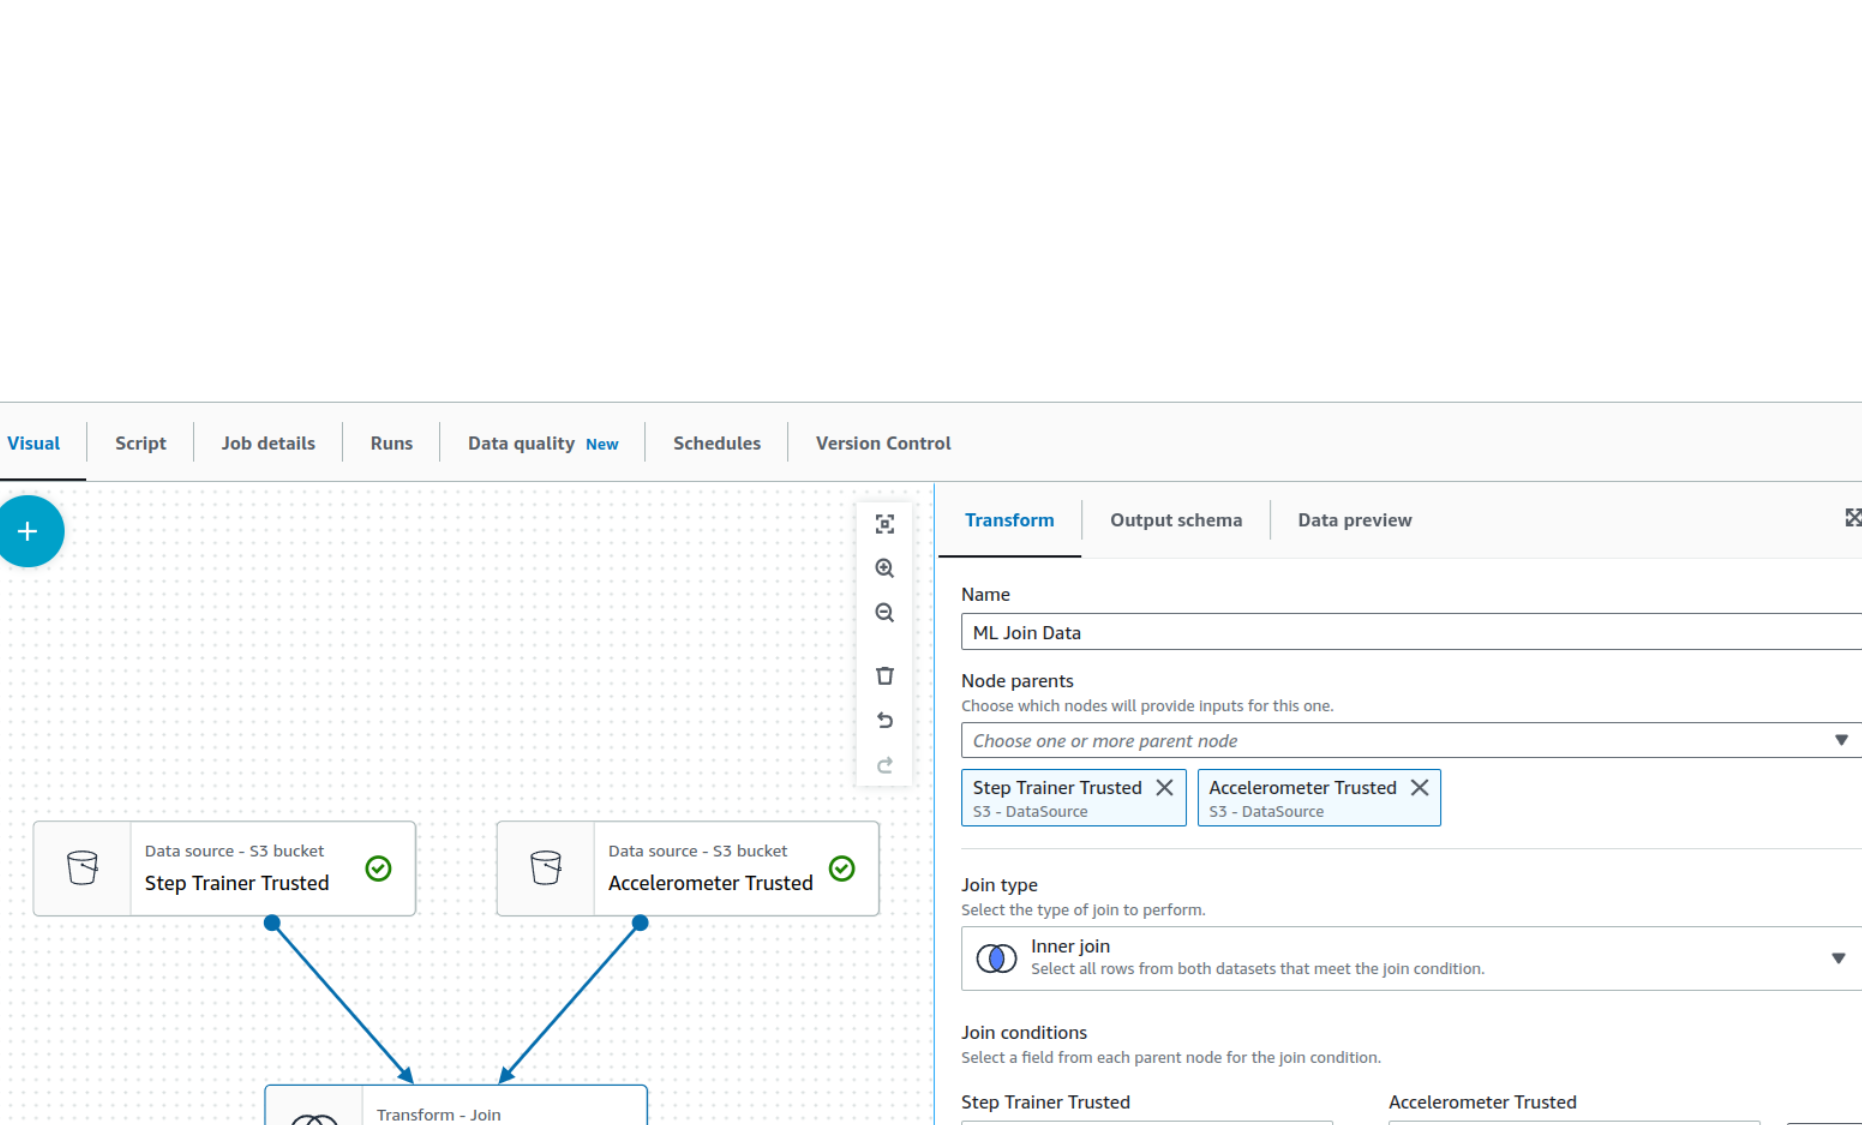 Visual Script Job details Runs Data quality New Schedules Version Control
+
Transform Output schema Data preview
Name
ML Join Data
Node parents
Choose which nodes will provide inputs for this one.
Choose one or more parent node
Step Trainer Trusted Accelerometer Trusted
S3 - DataSource S3 - DataSource
Data source - S3 bucket
Step Trainer Trusted
Data source - S3 bucket
Accelerometer Trusted
Join type
Select the type of join to perform.
Inner join
Select all rows from both datasets that meet the join condition.
Join conditions
Select a field from each parent node for the join condition.
Step Trainer Trusted Accelerometer Trusted
Transform - Join